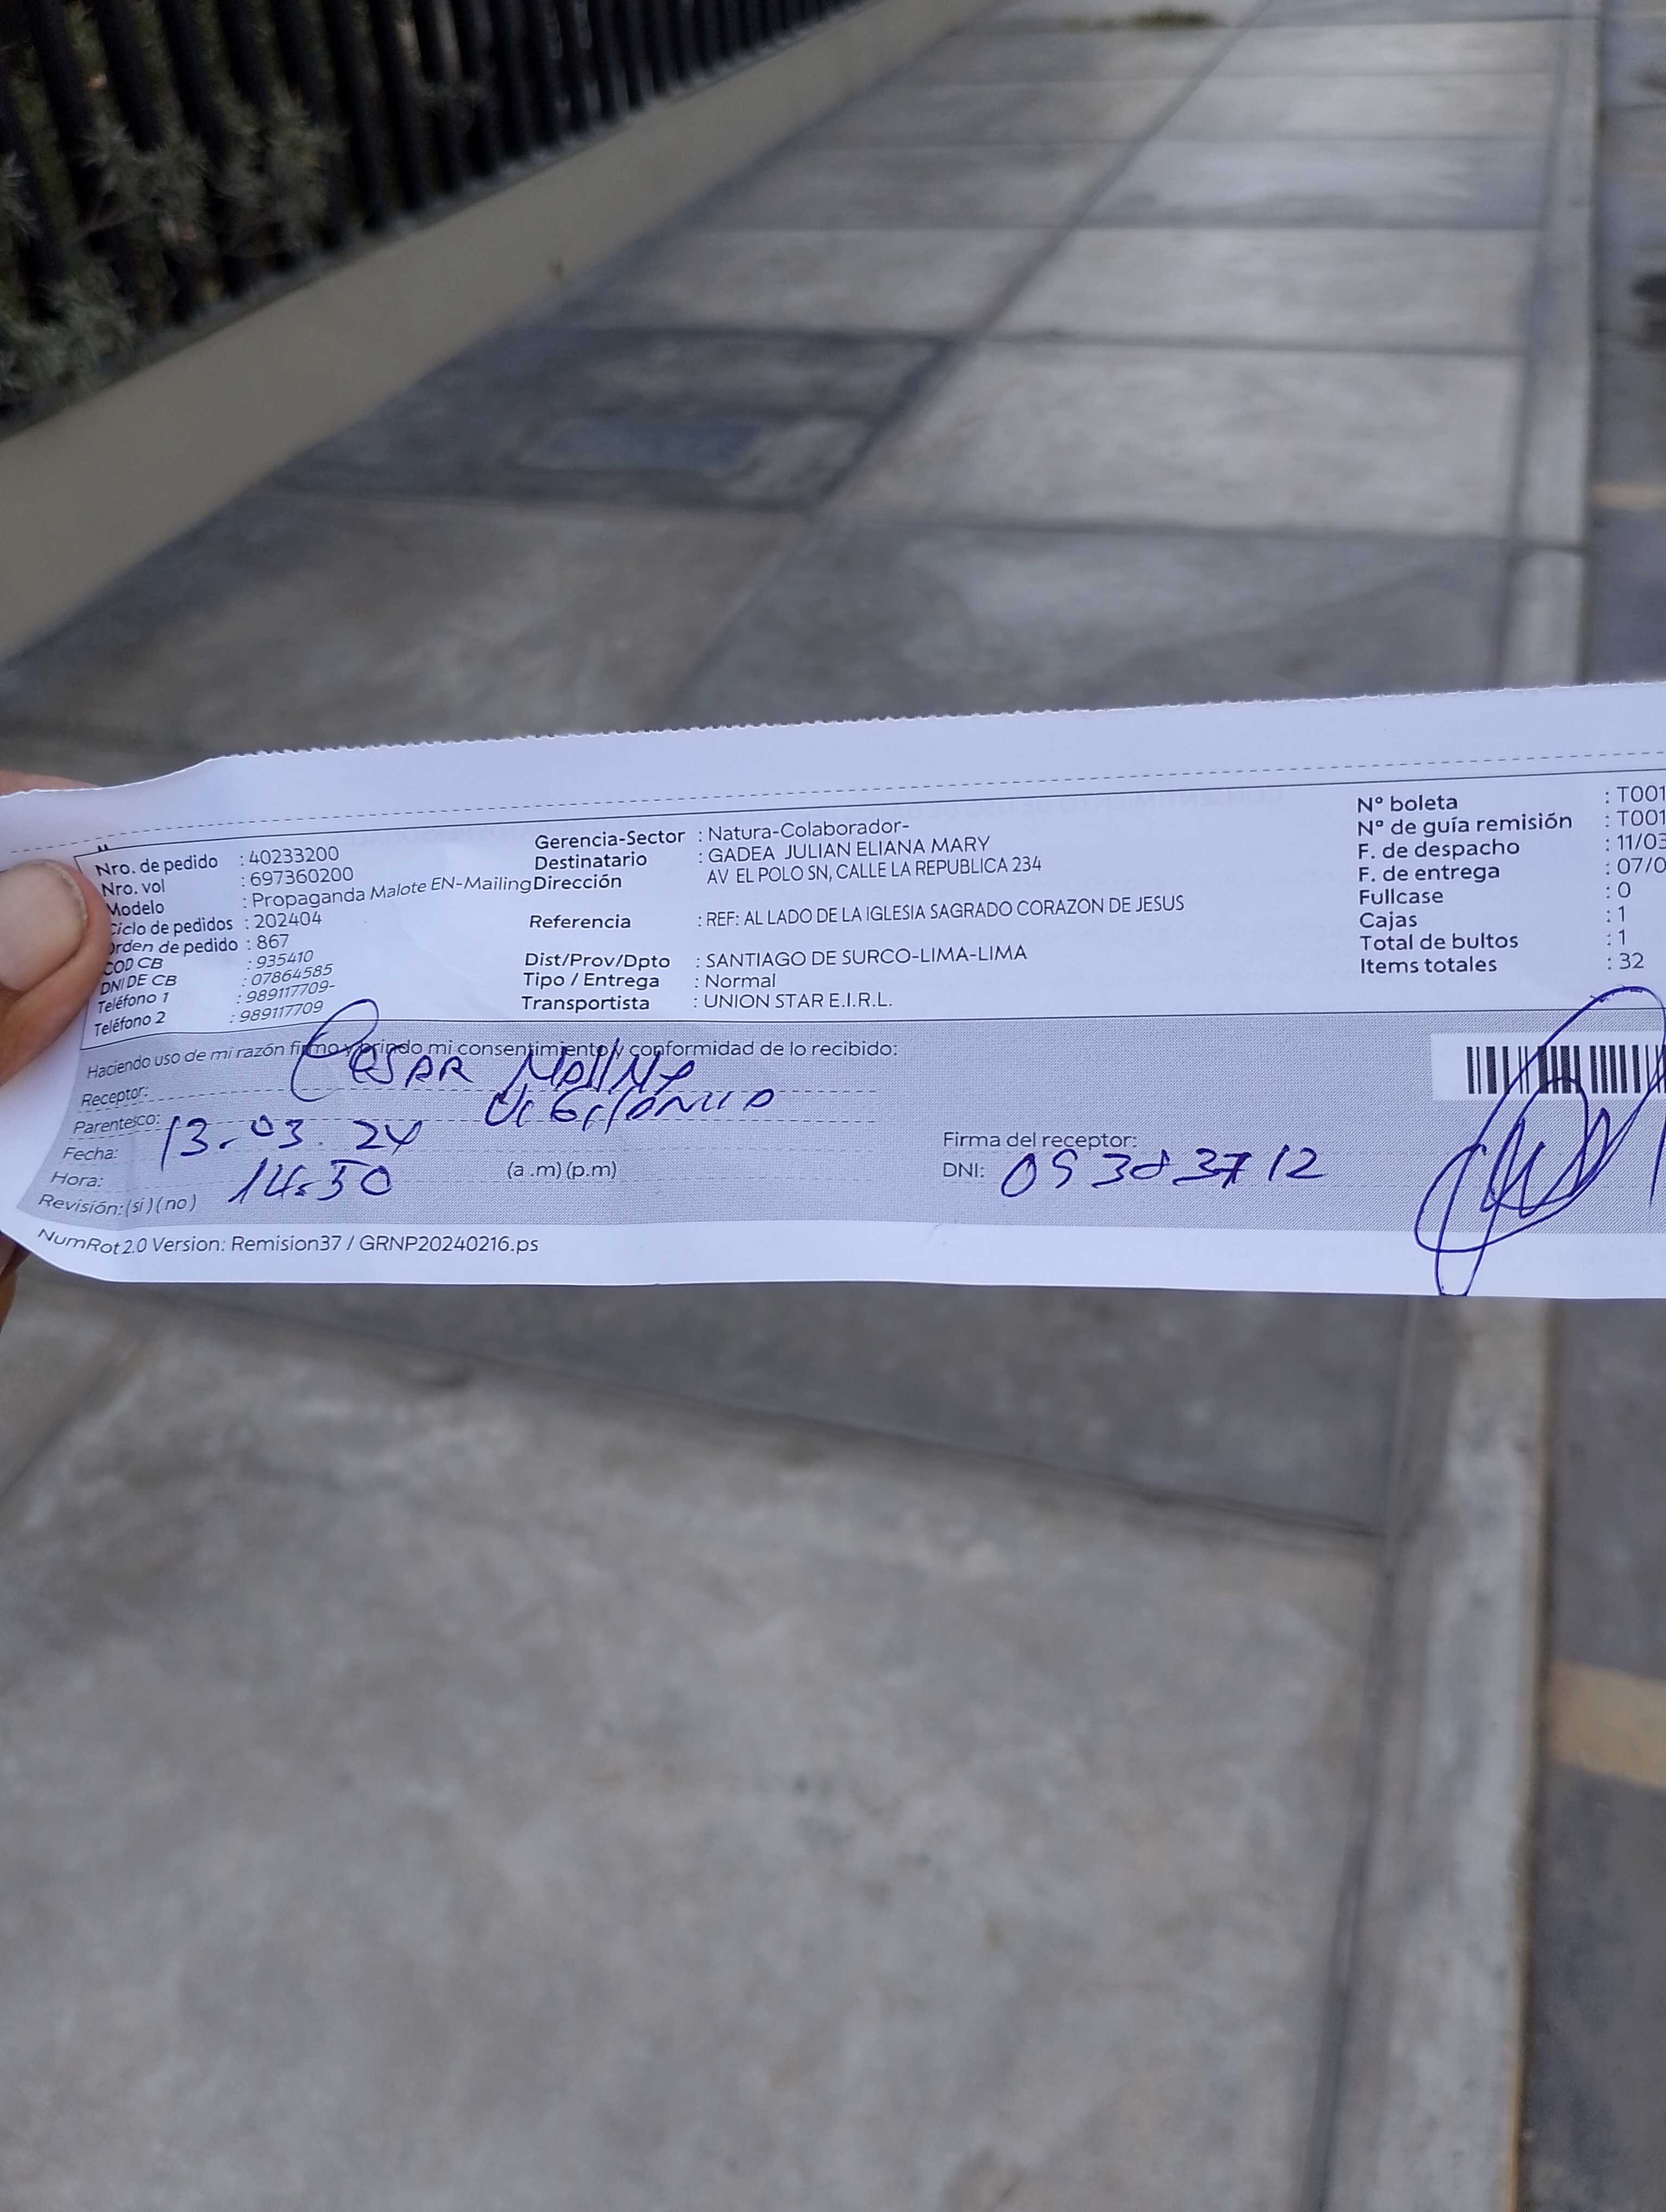 Nro. de pedido : 40233200
Nro. vol : 697360200
Modelo : Propaganda Malote EN-Mailing
Ciclo de pedidos : 202404
Orden de pedido : 867
COD CB : 935410
DNI DE CB : 07864585
Teléfono 1 : 989117709-
Teléfono 2 : 989117709
Gerencia-Sector : Natura-Colaborador-
Destinatario : GADEA JULIAN ELIANA MARY
Dirección AV EL POLO SN, CALLE LA REPUBLICA 234
Referencia : REF: AL LADO DE LA IGLESIA SAGRADO CORAZON DE JESUS
Dist/Prov/Dpto : SANTIAGO DE SURCO-LIMA-LIMA
Tipo / Entrega : Normal
Transportista : UNION STAR E.I.R.L.
N° boleta : T001
N° de guía remisión : T001
F. de despacho : 11/03
F. de entrega : 07/0
Fullcase : 0
Cajas : 1
Total de bultos : 1
Items totales : 32
Haciendo uso de mi razón firmo y brindo mi consentimiento y conformidad de lo recibido:
Receptor: CESAR
Parentesco:
Fecha: 13.03.24
Hora: 14.50 (a.m) (p.m)
Revisión: (si) (no)
Firma del receptor:
DNI:
NumRot2.0 Version: Remision37 / GRNP20240216.ps